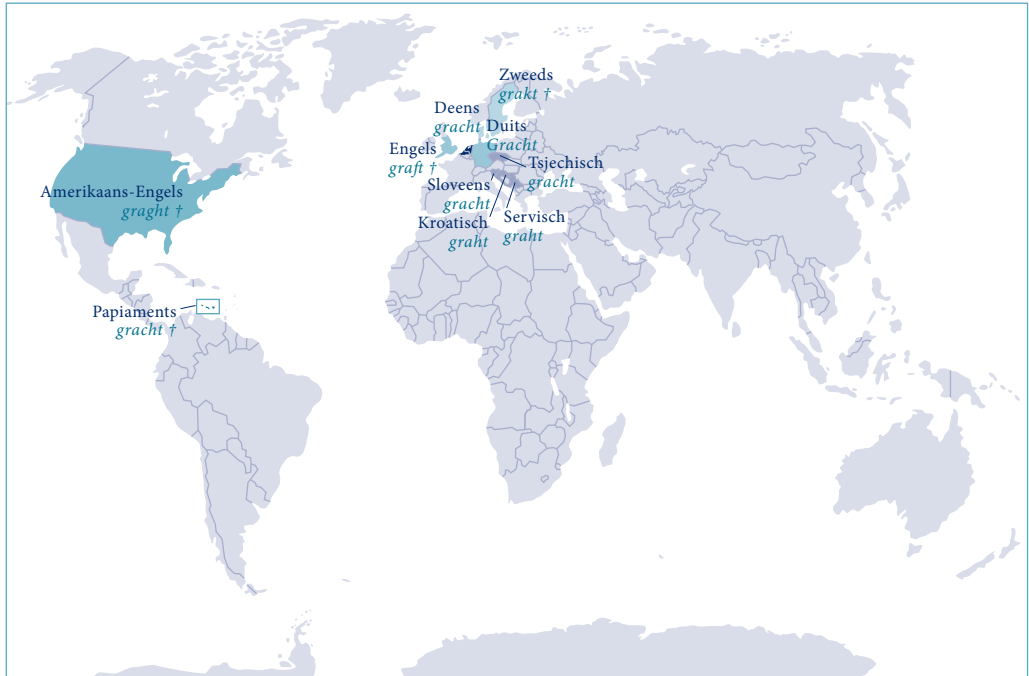 Zweeds
grakt †
Deens
gracht
Duits
Gracht
Engels
graft †
Tsjechisch
gracht
Sloveens
gracht
Kroatisch
graht
Servisch
graht
Amerikaans-Engels
graght †
Papiaments
gracht †